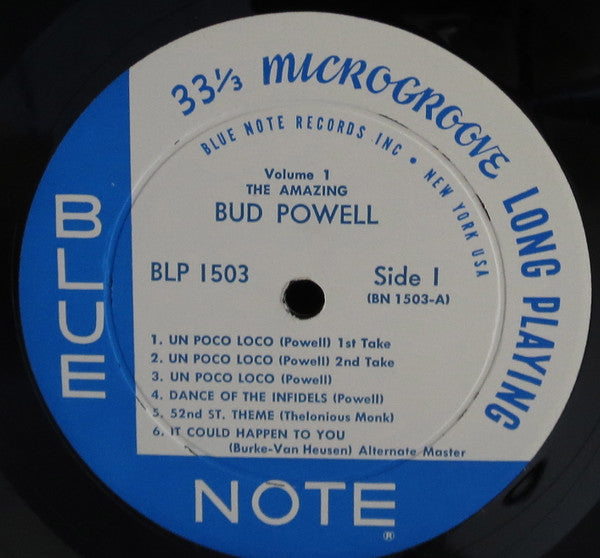 33⅓ MICROGROOVE LONG PLAYING
BLUE NOTE RECORDS INC • NEW YORK USA
Volume 1
THE AMAZING
BUD POWELL
BLP 1503
Side 1
(BN 1503-A)
1. UN POCO LOCO (Powell) 1st Take
2. UN POCO LOCO (Powell) 2nd Take
3. UN POCO LOCO (Powell)
4. DANCE OF THE INFIDELS (Powell)
5. 52nd ST. THEME (Thelonious Monk)
6. IT COULD HAPPEN TO YOU
(Burke-Van Heusen) Alternate Master
BLUE
NOTE®